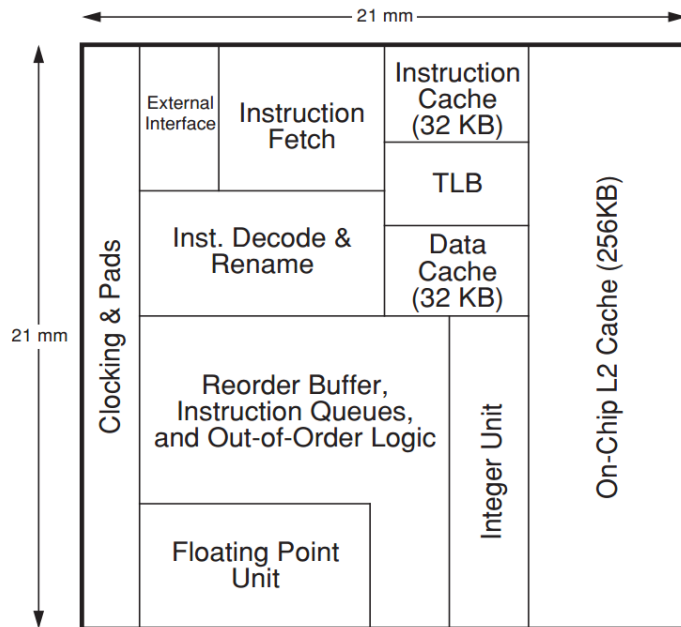 21 mm
External
Interface
Instruction
Fetch
Instruction
Cache
(32 KB)
TLB
Inst. Decode &
Rename
Data
Cache
(32 KB)
21 mm
Clocking & Pads
Reorder Buffer,
Instruction Queues,
and Out-of-Order Logic
Integer Unit
On-Chip L2 Cache (256KB)
Floating Point
Unit